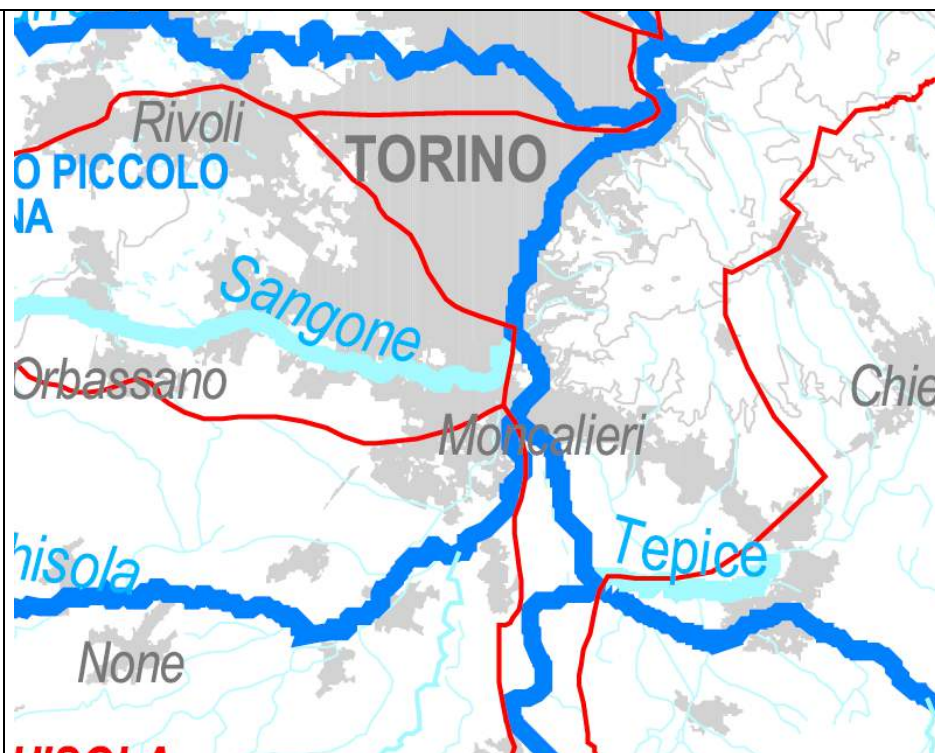 Rivoli
TORINO
O PICCOLO
NA
Sangone
Orbassano
Chie
Moncalieri
Tepice
hisola
None